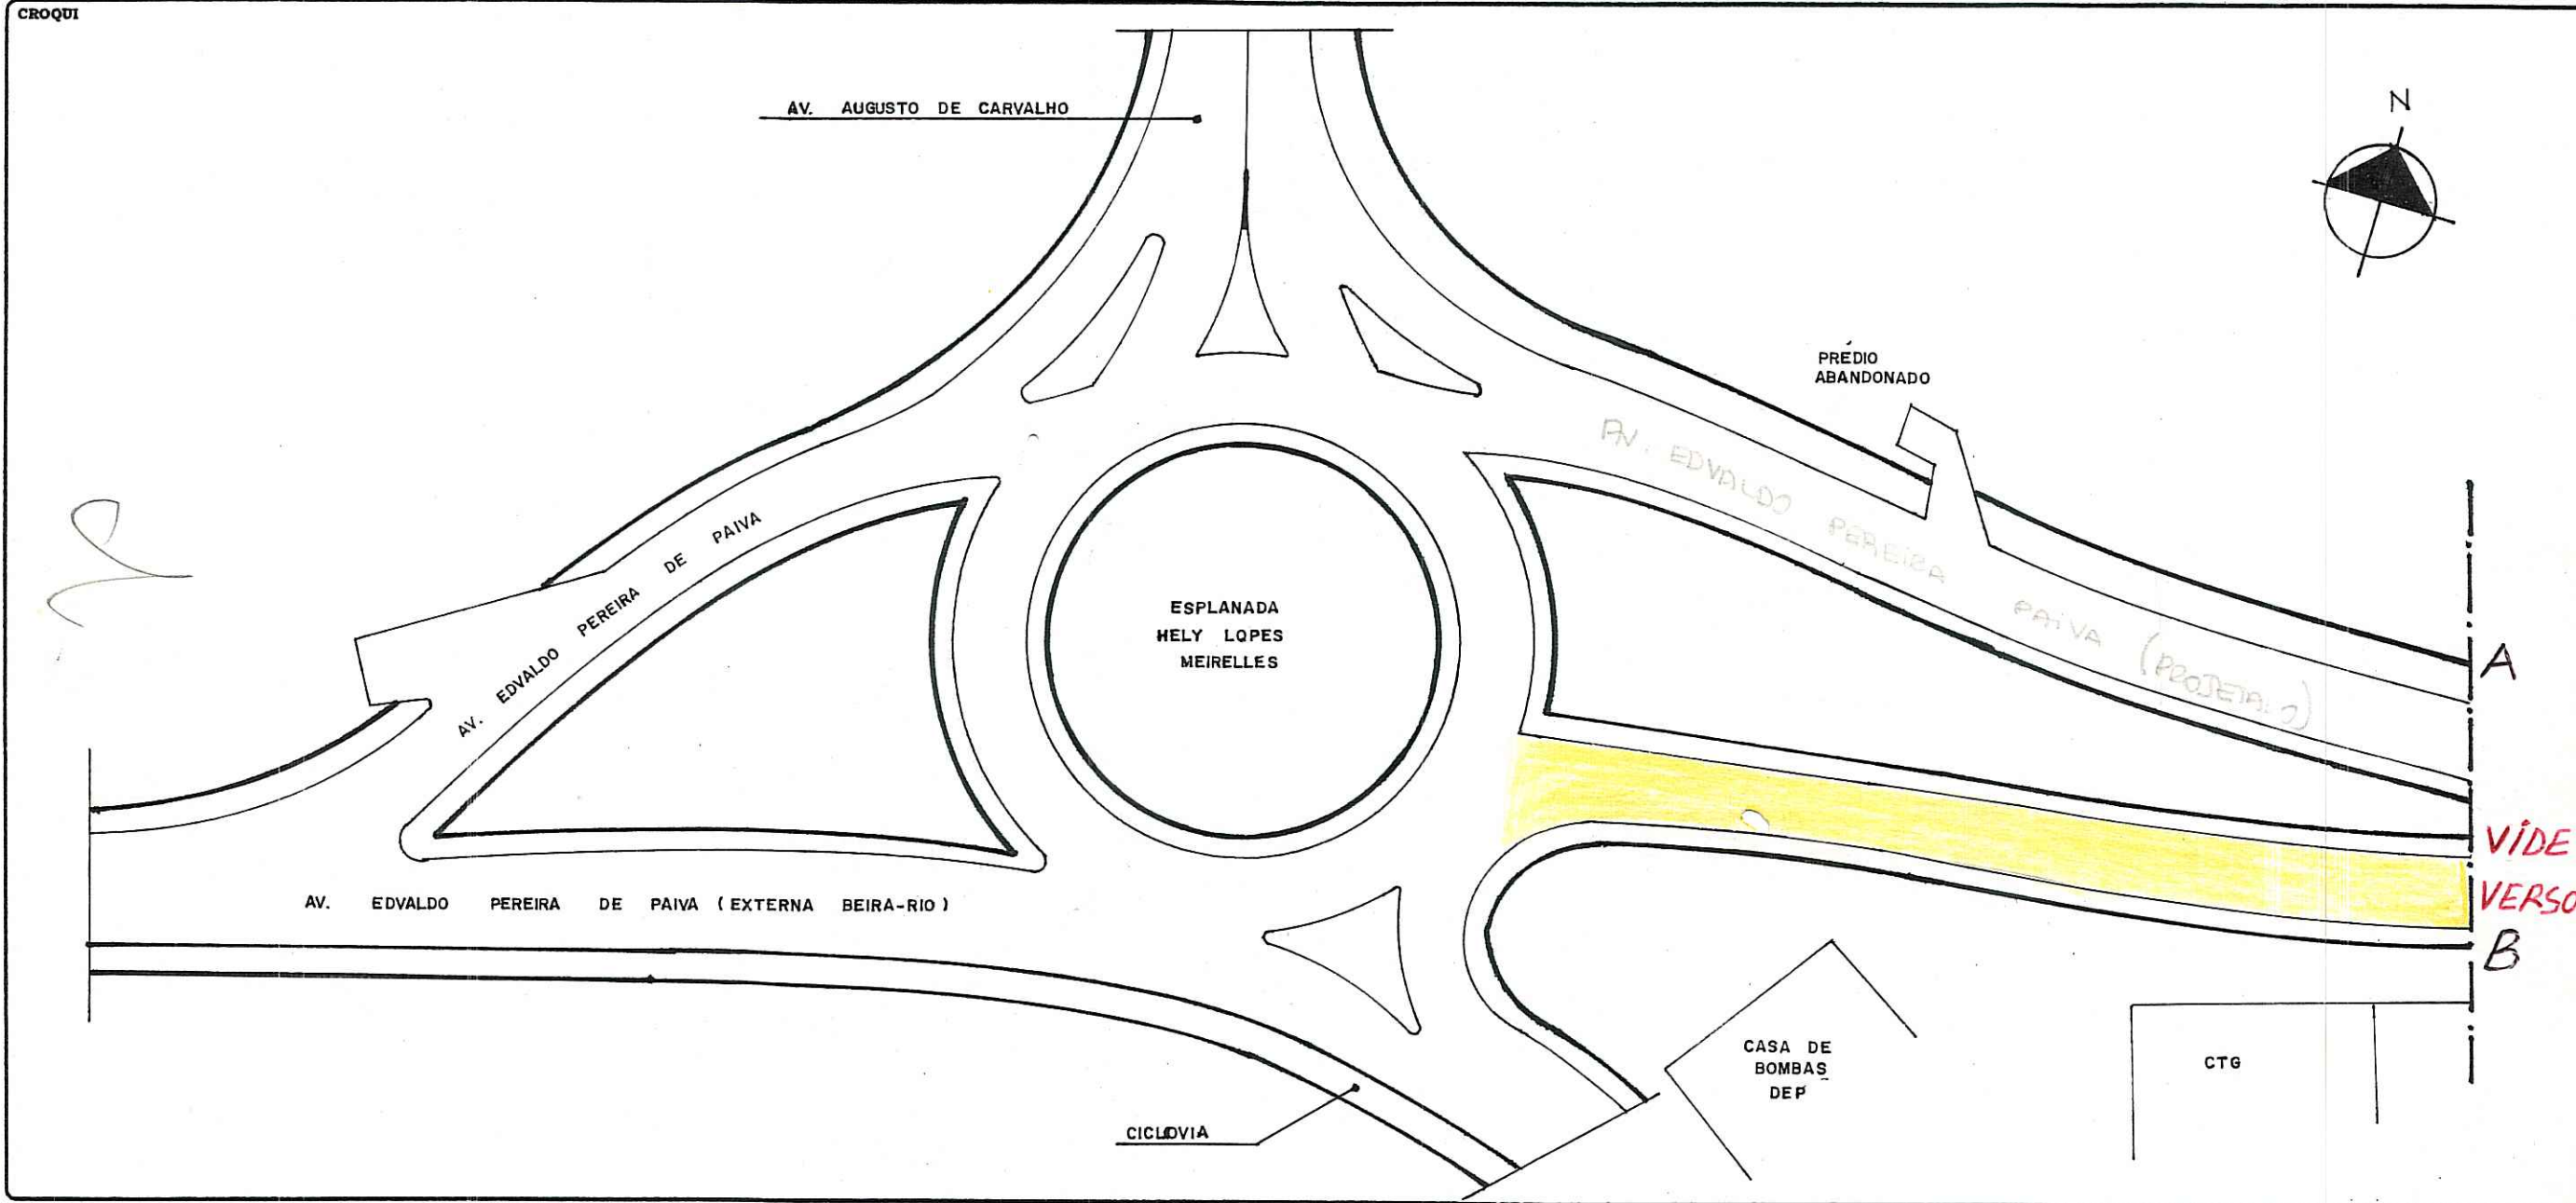 CROQUI
AV. AUGUSTO DE CARVALHO
N
PRÉDIO
ABANDONADO
AV. EDVALDO PEREIRA PAIVA (PROJETADO)
AV. EDVALDO PEREIRA DE PAIVA
ESPLANADA
HELY LOPES
MEIRELLES
A
VIDE
VERSO
B
AV. EDVALDO PEREIRA DE PAIVA (EXTERNA BEIRA-RIO)
CASA DE
BOMBAS
DEP
CTG
CICLOVIA